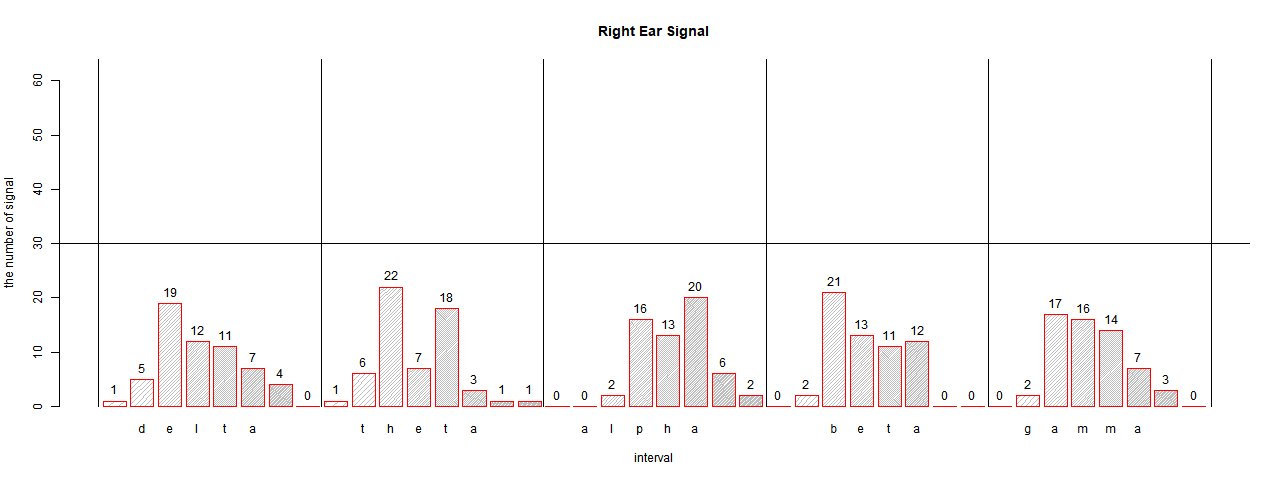 Right Ear Signal
the number of signal
60
50
40
30
20
10
0
1 5 19 12 11 7 4 0 1 6 22 7 18 3 1 1 0 0 2 16 13 20 6 2 0 2 21 13 11 12 0 0 0 2 17 16 14 7 3 0
d e l t a t h e t a a l p h a b e t a g a m m a
interval